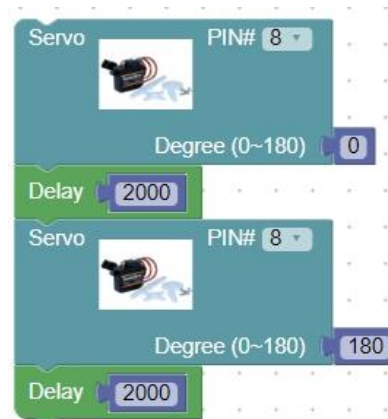 Servo PIN# 8
Degree (0~180) 0
Delay 2000
Servo PIN# 8
Degree (0~180) 180
Delay 2000